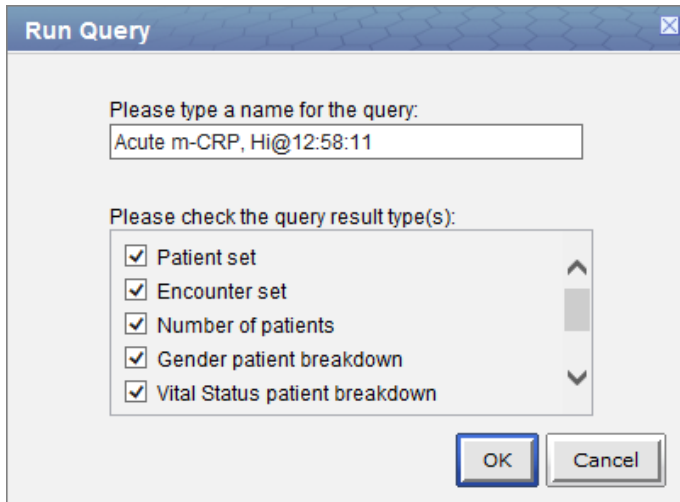 Run Query
Please type a name for the query:
Acute m-CRP, Hi@12:58:11
Please check the query result type(s):
Patient set
Encounter set
Number of patients
Gender patient breakdown
Vital Status patient breakdown
OK Cancel